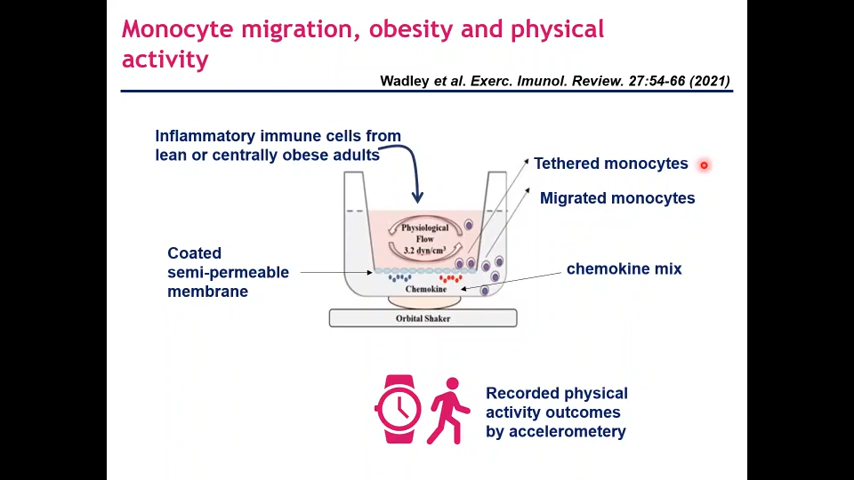 Monocyte migration, obesity and physical
activity
Wadley et al. Exerc. Imunol. Review. 27:54-66 (2021)
Inflammatory immune cells from
lean or centrally obese adults
Tethered monocytes
Migrated monocytes
Physiological
Flow
3.2 dyn/cm³
Coated
semi-permeable
membrane
chemokine mix
Chemokine
Orbital Shaker
Recorded physical
activity outcomes
by accelerometery